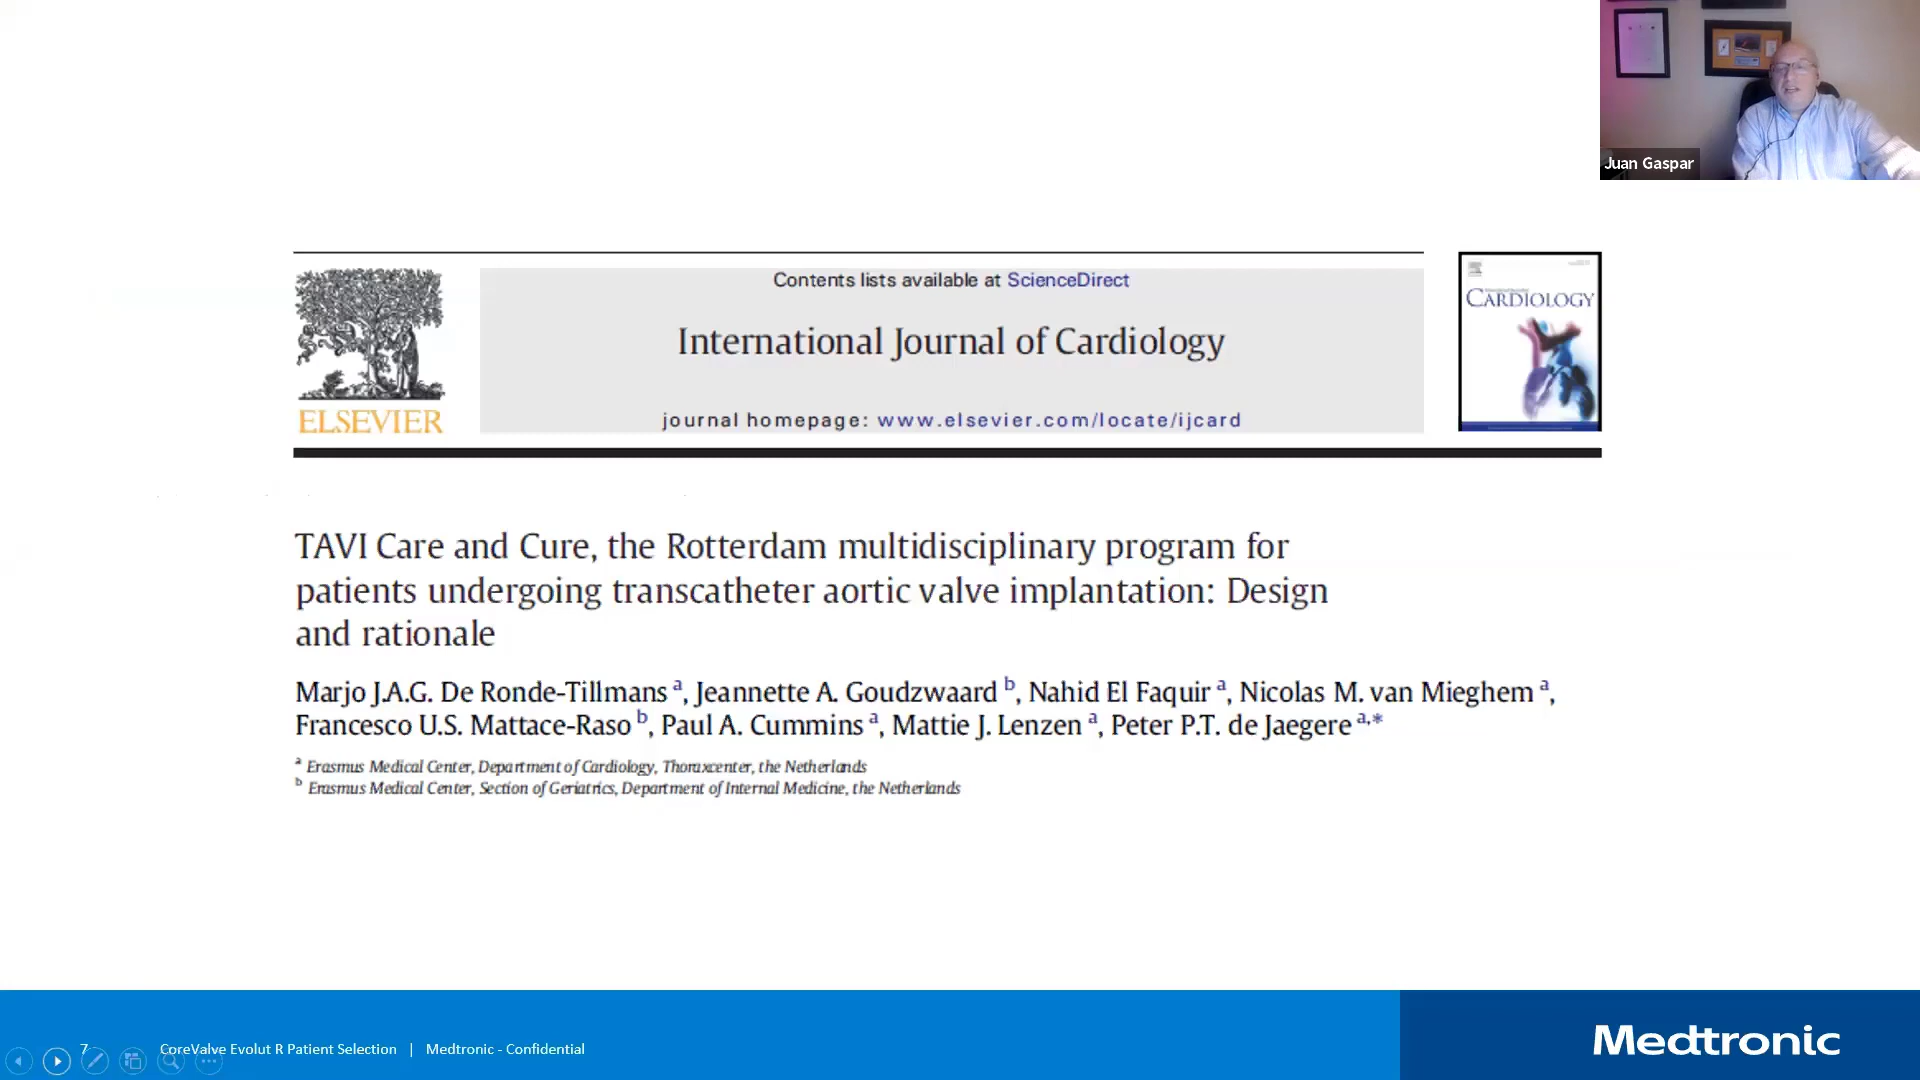 Juan Gaspar
Contents lists available at ScienceDirect
International Journal of Cardiology
journal homepage: www.elsevier.com/locate/ijcard
ELSEVIER
CARDIOLOGY
TAVI Care and Cure, the Rotterdam multidisciplinary program for
patients undergoing transcatheter aortic valve implantation: Design
and rationale
Marjo J.A.G. De Ronde-Tillmans a, Jeannette A. Goudzwaard b, Nahid El Faquir a, Nicolas M. van Mieghem a,
Francesco U.S. Mattace-Raso b, Paul A. Cummins a, Mattie J. Lenzen a, Peter P.T. de Jaegere a,*
a Erasmus Medical Center, Department of Cardiology, Thoraxcenter, the Netherlands
b Erasmus Medical Center, Section of Geriatrics, Department of Internal Medicine, the Netherlands
7 CoreValve Evolut R Patient Selection | Medtronic - Confidential
Medtronic